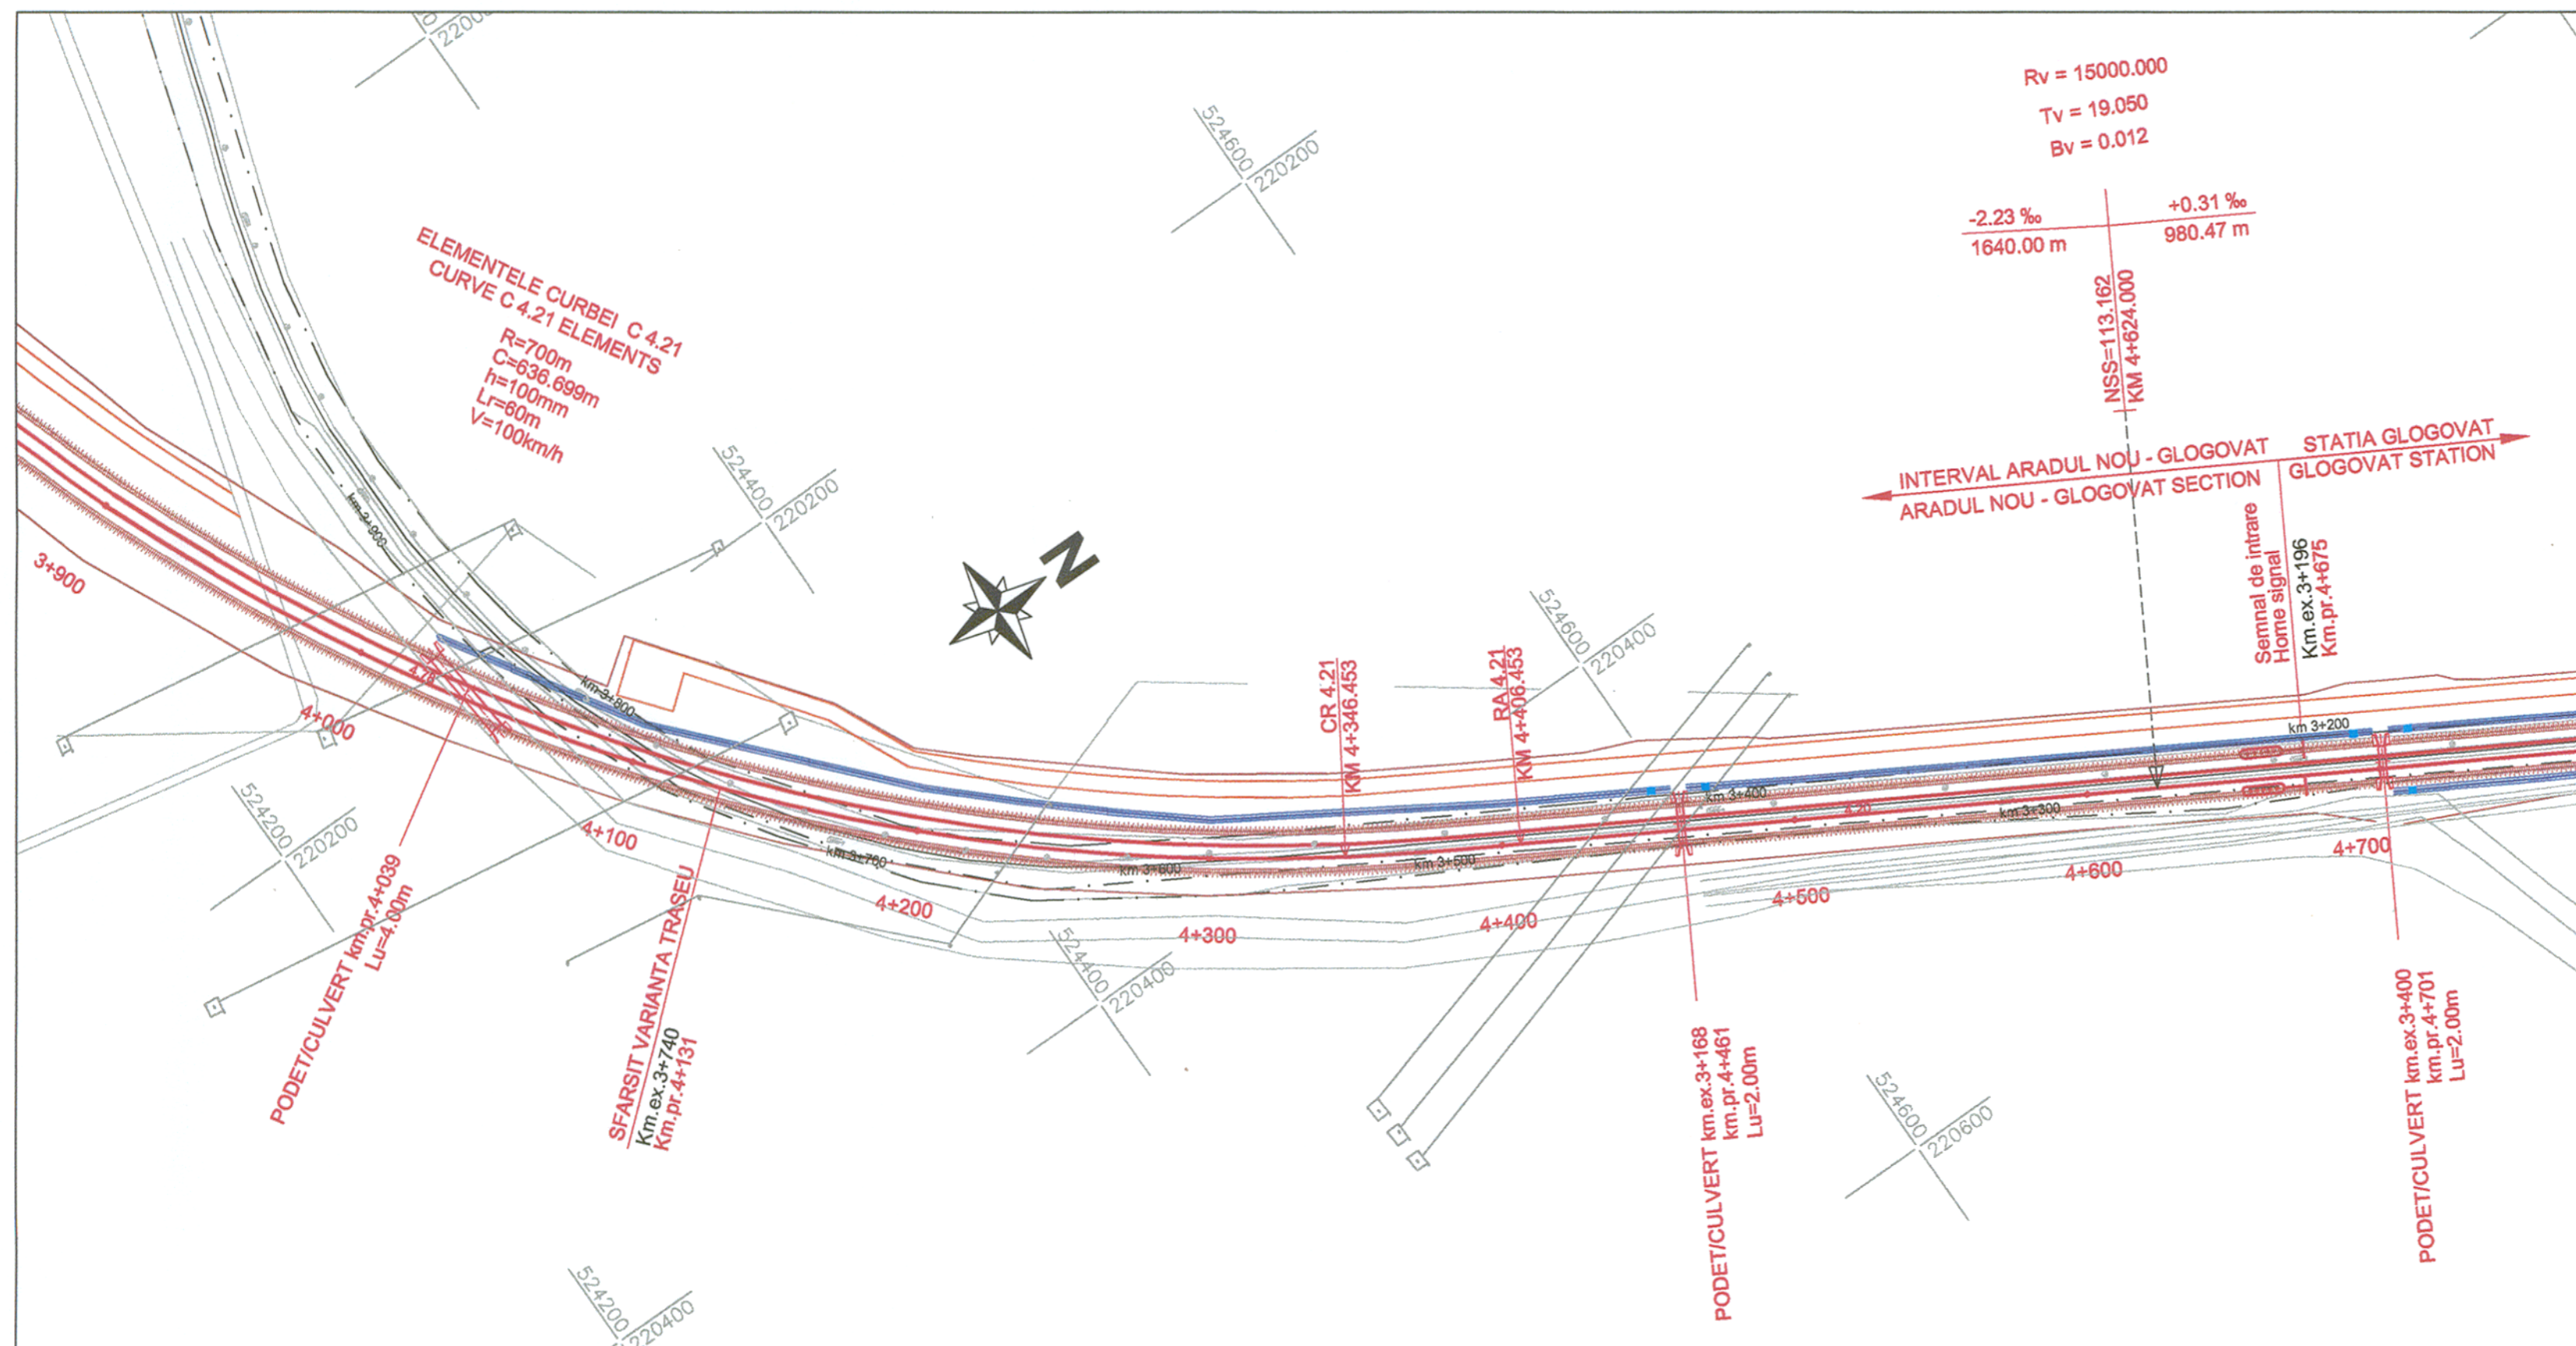 22000
524600
220200
Rv = 15000.000
Tv = 19.050
Bv = 0.012
-2.23 ‰
1640.00 m
+0.31 ‰
980.47 m
NSS=113.162
KM 4+624.000
ELEMENTELE CURBEI C 4.21
CURVE C 4.21 ELEMENTS
R=700m
C=636.699m
h=100mm
Lr=60m
V=100km/h
524400
220200
N
INTERVAL ARADUL NOU - GLOGOVAT
ARADUL NOU - GLOGOVAT SECTION
STATIA GLOGOVAT
GLOGOVAT STATION
Semnal de intrare
Home signal
Km.ex.3+196
Km.pr.4+675
524600
220400
CR 4.21
KM 4+346.453
RA 4.21
KM 4+406.453
km 3+900
km 3+800
km 3+700
km 3+600
km 3+500
km 3+400
km 3+300
km 3+200
4.20
3+900
4+000
4+100
4+200
4+300
4+400
4+500
4+600
4+700
524200
220200
PODET/CULVERT km.pr.4+039
Lu=4.00m
SFARSIT VARIANTA TRASEU
Km.ex.3+740
Km.pr.4+131
524400
220400
PODET/CULVERT km.ex.3+168
km.pr.4+461
Lu=2.00m
524600
220600
PODET/CULVERT km.ex.3+400
km.pr.4+701
Lu=2.00m
524200
220400